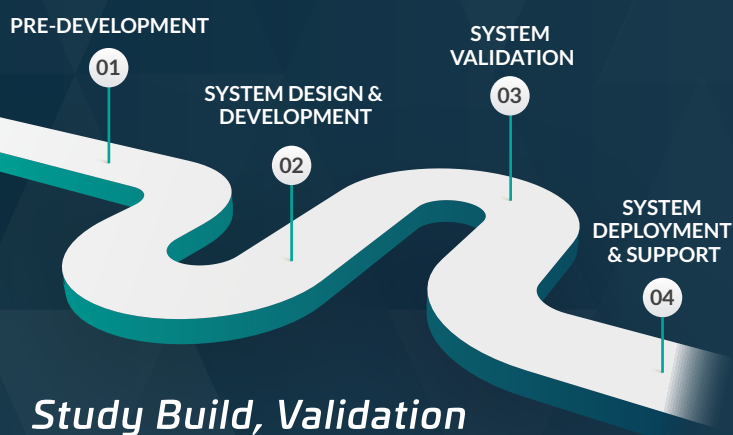 PRE-DEVELOPMENT
01
SYSTEM DESIGN &
DEVELOPMENT
02
SYSTEM
VALIDATION
03
SYSTEM
DEPLOYMENT
& SUPPORT
04
Study Build, Validation